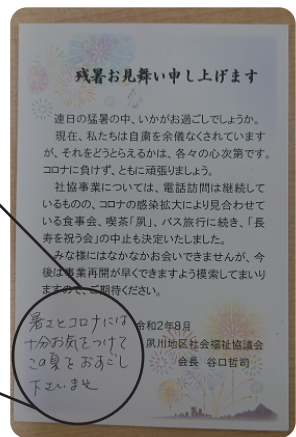 残暑お見舞い申し上げます
連日の猛暑の中、いかがお過ごしでしょうか。
現在、私たちは自粛を余儀なくされています
が、それをどうとらえるかは、各々の心次第です。
コロナに負けず、ともに頑張りましょう。
社協事業については、電話訪問は継続して
いるものの、コロナの感染拡大により見合わせて
いる食事会、喫茶「夙」、バス旅行に続き、「長
寿を祝う会」の中止も決定いたしました。
みな様にはなかなかお会いできませんが、今
後は事業再開が早くできますよう模索してまいり
ますので、ご期待ください。
令和2年8月
夙川地区社会福祉協議会
会長 谷口哲司
暑さとコロナには
十分お気をつけて
この夏をおすごし
下さいませ